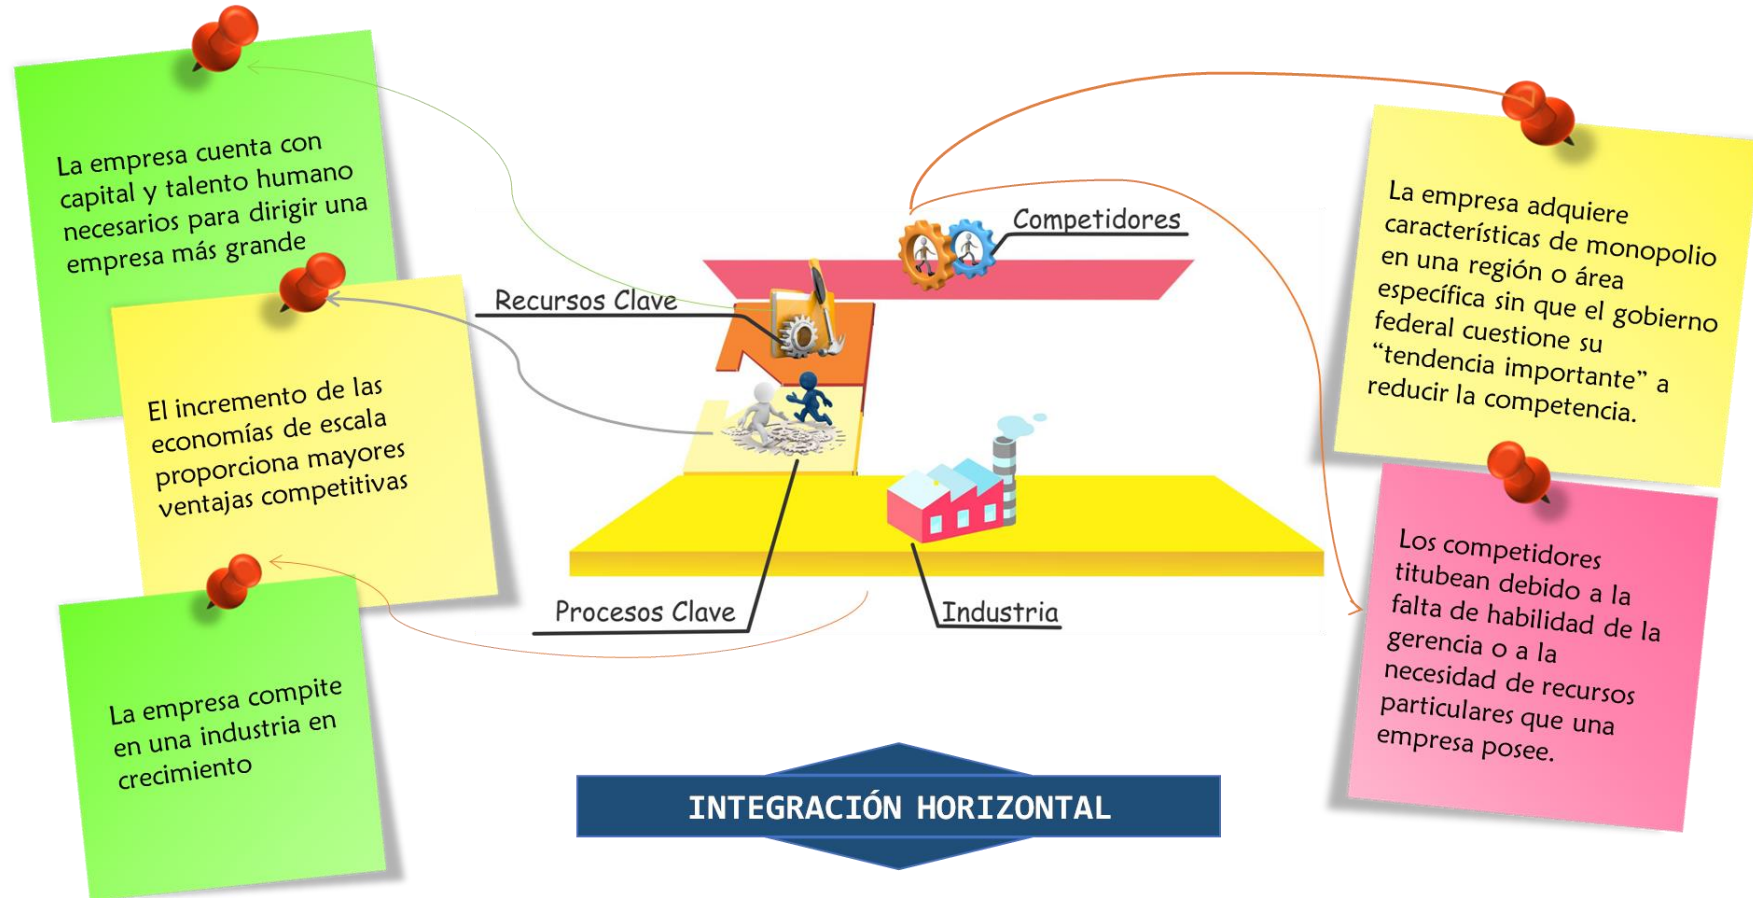 La empresa cuenta con
capital y talento humano
necesarios para dirigir una
empresa más grande
El incremento de las
economías de escala
proporciona mayores
ventajas competitivas
La empresa compite
en una industria en
crecimiento
Competidores
Recursos Clave
Procesos Clave
Industria
La empresa adquiere
características de monopolio
en una región o área
específica sin que el gobierno
federal cuestione su
“tendencia importante” a
reducir la competencia.
Los competidores
titubean debido a la
falta de habilidad de la
gerencia o a la
necesidad de recursos
particulares que una
empresa posee.
INTEGRACIÓN HORIZONTAL